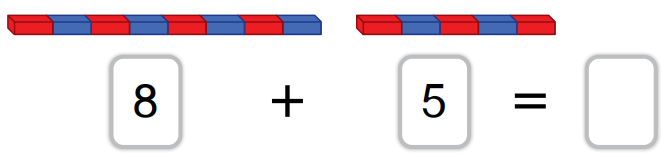 8 + 5 =